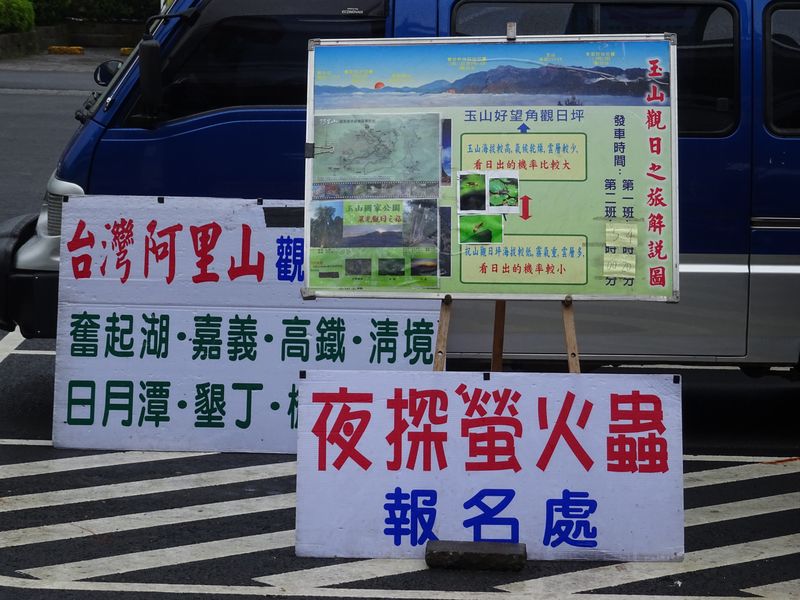 玉山觀日之旅解說圖
發車時間：
第一班
第二班
玉山好望角觀日坪
玉山海拔較高，氣候乾燥，雲層較少，
看日出的機率比較大
玉山國家公園
觀日坪海拔較低，霧氣重，雲層多，
看日出的機率較小
台灣阿里山觀
奮起湖·嘉義·高鐵·清境
日月潭·墾丁·
夜探螢火蟲
報名處